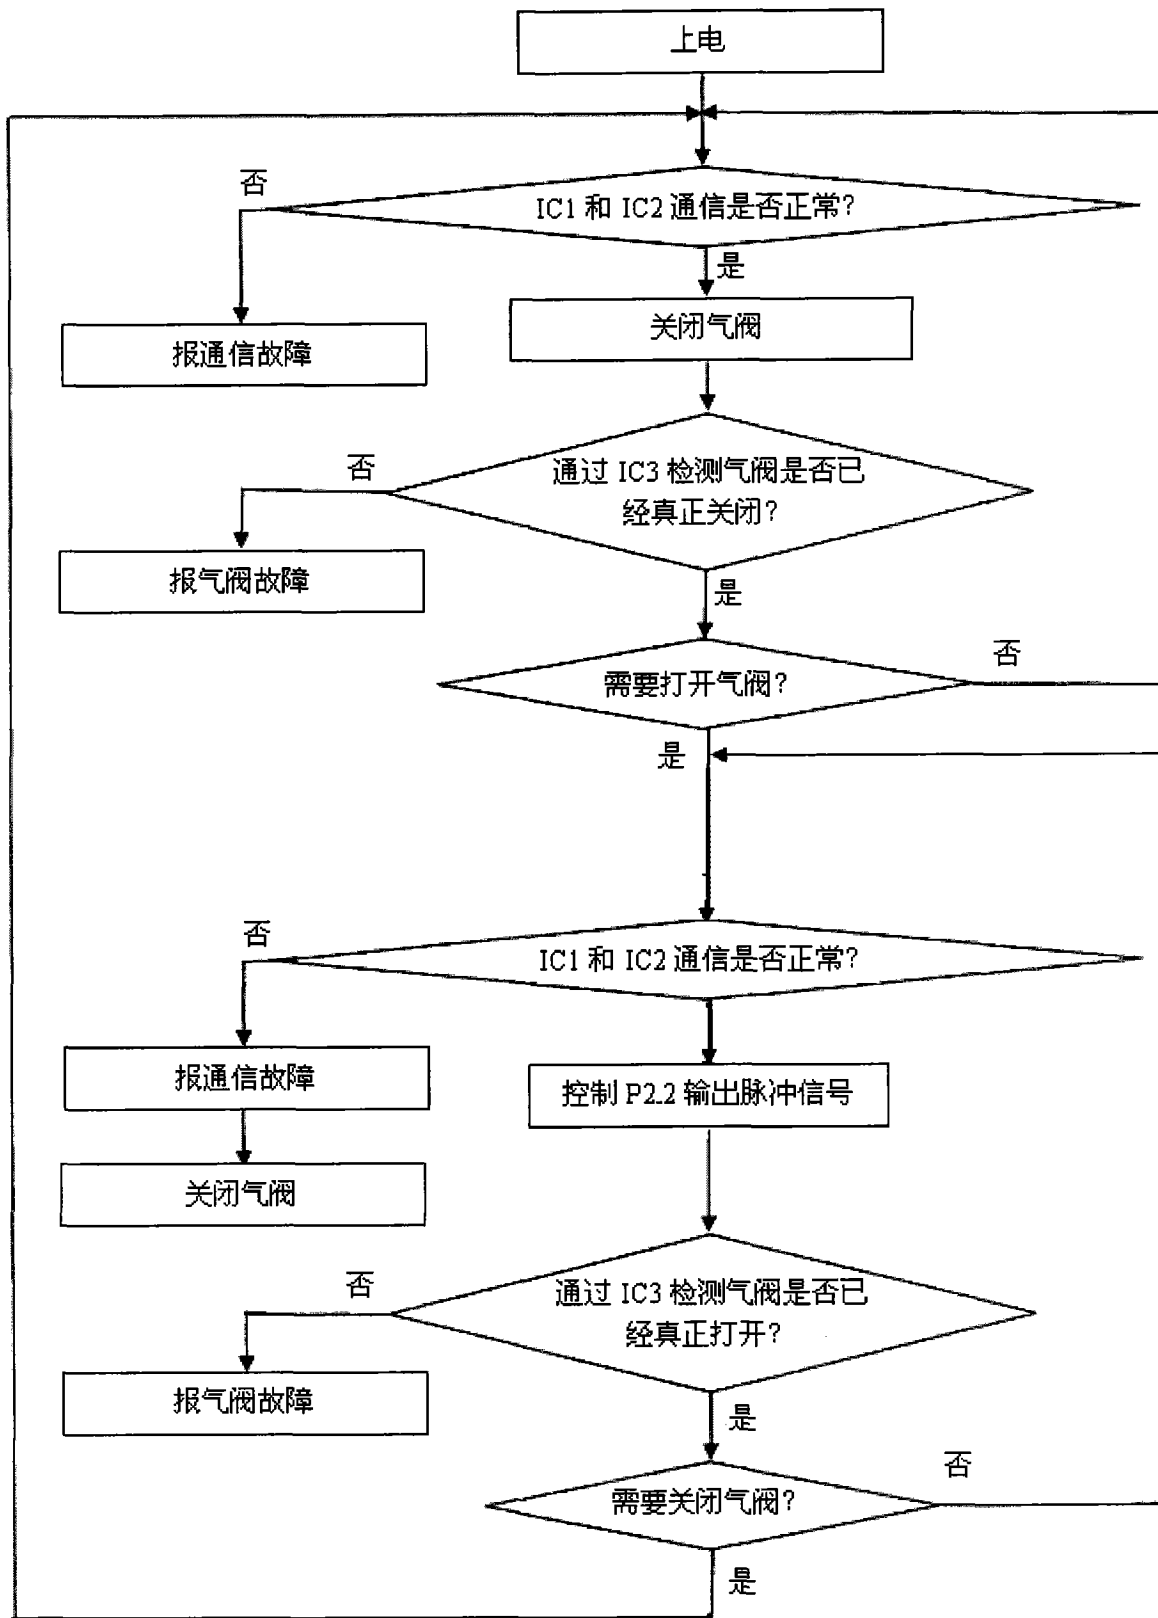 上电
否
IC1 和 IC2 通信是否正常?
是
关闭气阀
报通信故障
否
通过 IC3 检测气阀是否已
经真正关闭?
报气阀故障
是
否
需要打开气阀?
是
否
IC1 和 IC2 通信是否正常?
报通信故障
控制 P2.2 输出脉冲信号
关闭气阀
否
通过 IC3 检测气阀是否已
经真正打开?
报气阀故障
是
否
需要关闭气阀?
是